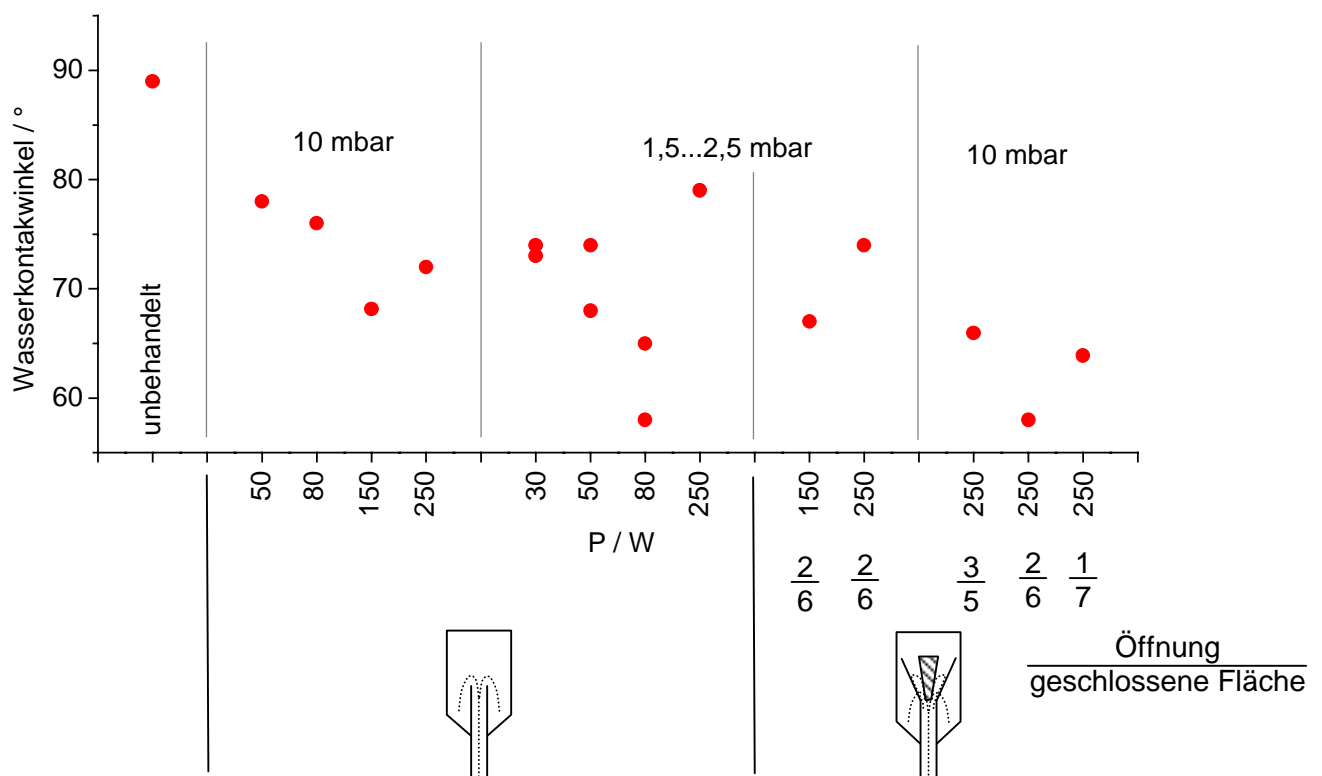 Wasserkontakwinkel / °
90
80
70
60
unbehandelt
10 mbar
1,5...2,5 mbar
10 mbar
50 80 150 250 30 50 80 250 150 250 250 250 250
P / W
2 2 3 2 1
6 6 5 6 7
Öffnung
geschlossene Fläche